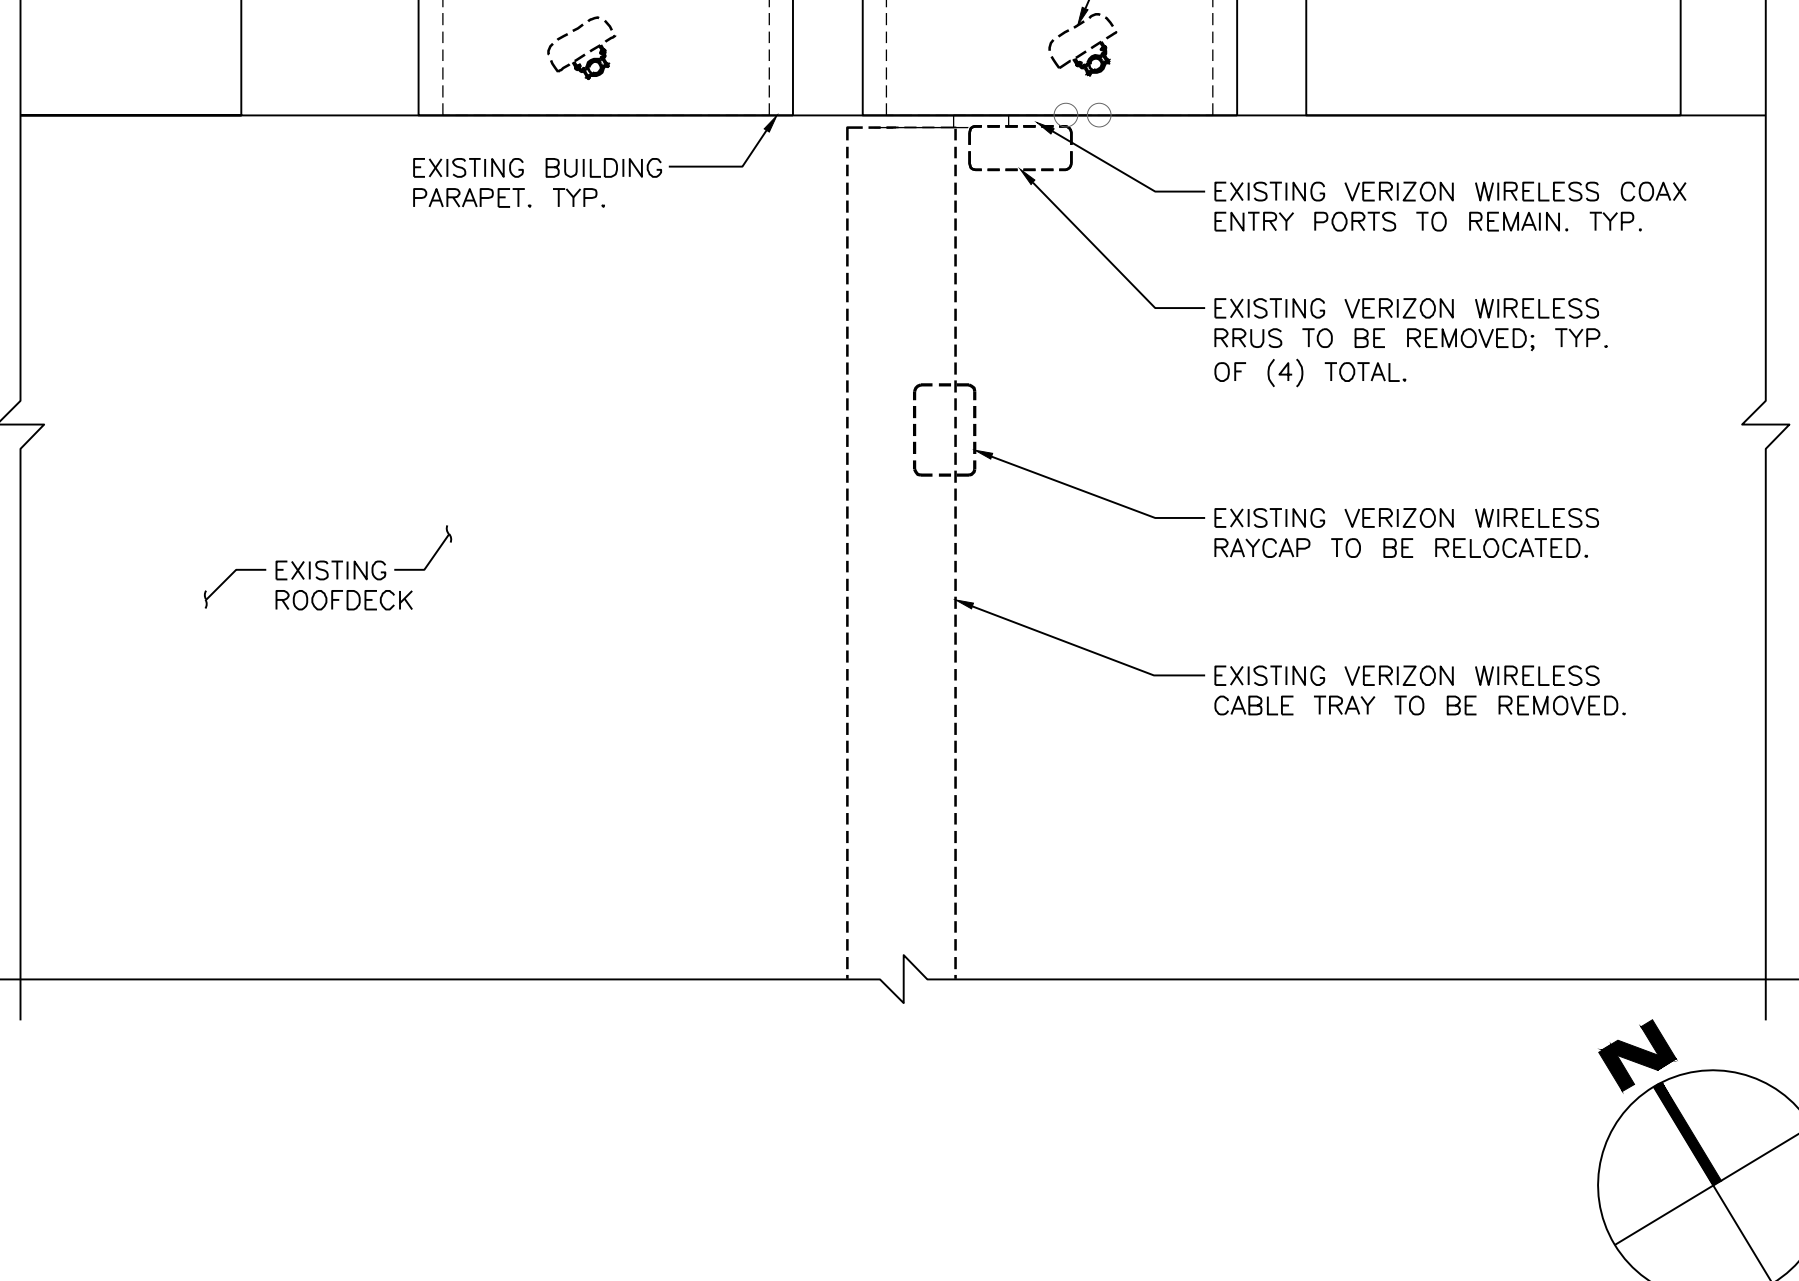 EXISTING BUILDING
PARAPET. TYP.
EXISTING VERIZON WIRELESS COAX
ENTRY PORTS TO REMAIN. TYP.
EXISTING VERIZON WIRELESS
RRUS TO BE REMOVED; TYP.
OF (4) TOTAL.
EXISTING VERIZON WIRELESS
RAYCAP TO BE RELOCATED.
EXISTING
ROOFDECK
EXISTING VERIZON WIRELESS
CABLE TRAY TO BE REMOVED.
N